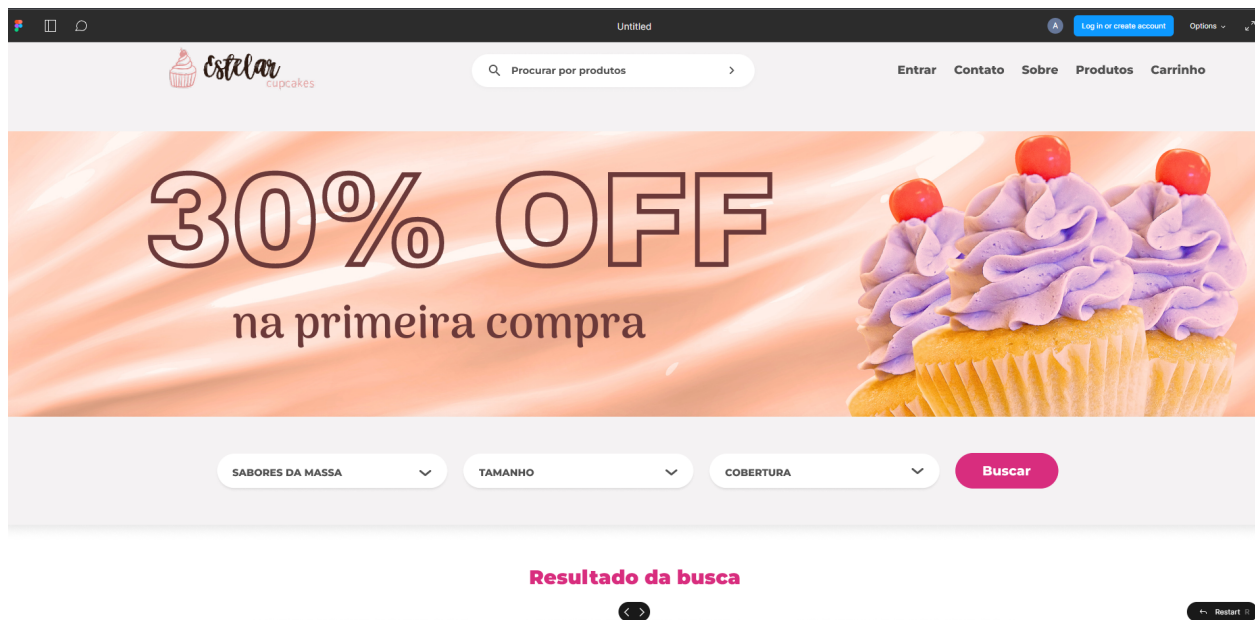 Untitled
A
Log in or create account
Options
Estelar
cupcakes
Procurar por produtos
Entrar Contato Sobre Produtos Carrinho
30% OFF
na primeira compra
SABORES DA MASSA
TAMANHO
COBERTURA
Buscar
Resultado da busca
Restart R